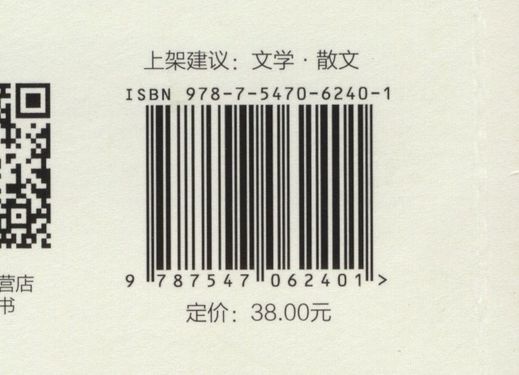 上架建议：文学·散文
ISBN 978-7-5470-6240-1
9 787547 062401 >
定价：38.00元
营店
书